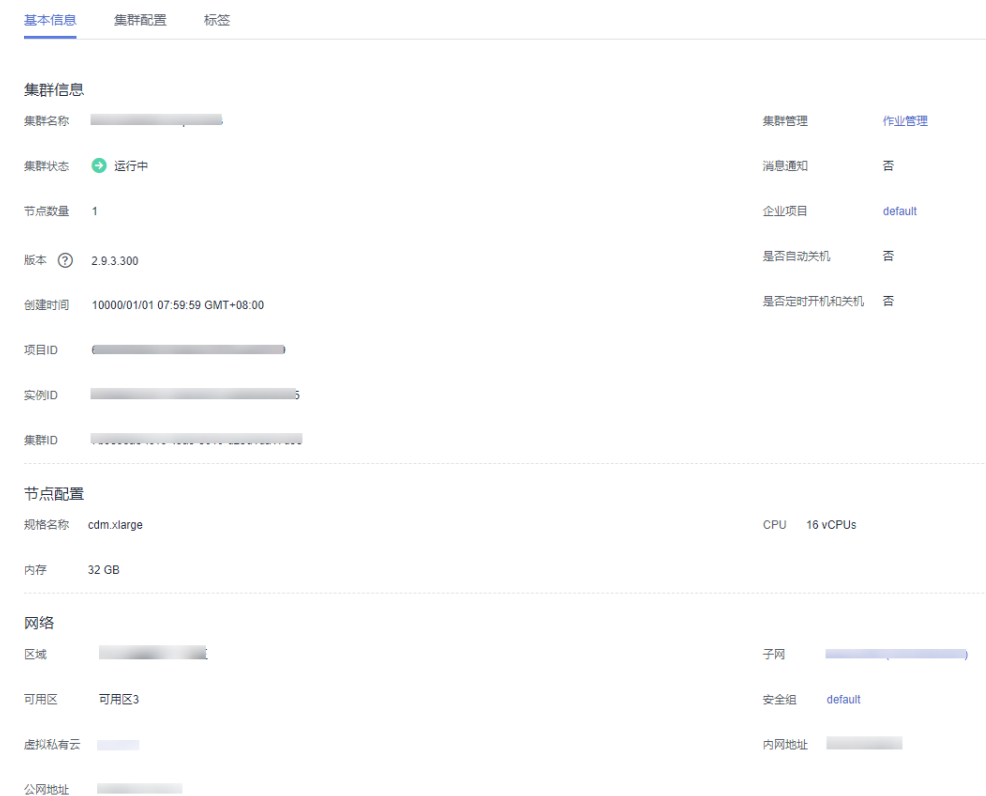 基本信息 集群配置 标签
集群信息
集群名称 集群管理 作业管理
集群状态 运行中 消息通知 否
节点数量 1 企业项目 default
版本 ? 2.9.3.300 是否自动关机 否
创建时间 10000/01/01 07:59:59 GMT+08:00 是否定时开机和关机 否
项目ID
实例ID
集群ID
节点配置
规格名称 cdm.xlarge CPU 16 vCPUs
内存 32 GB
网络
区域 子网
可用区 可用区3 安全组 default
虚拟私有云 内网地址
公网地址